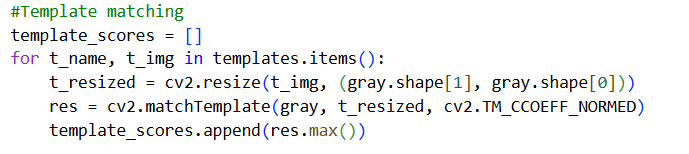 #Template matching
template_scores = []
for t_name, t_img in templates.items():
    t_resized = cv2.resize(t_img, (gray.shape[1], gray.shape[0]))
    res = cv2.matchTemplate(gray, t_resized, cv2.TM_CCOEFF_NORMED)
    template_scores.append(res.max())